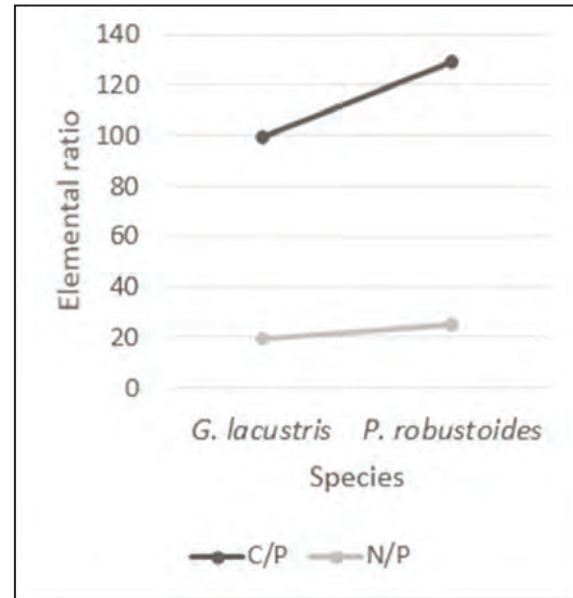 140
120
100
80
60
40
20
0
Elemental ratio
G. lacustris P. robustoides
Species
C/P N/P